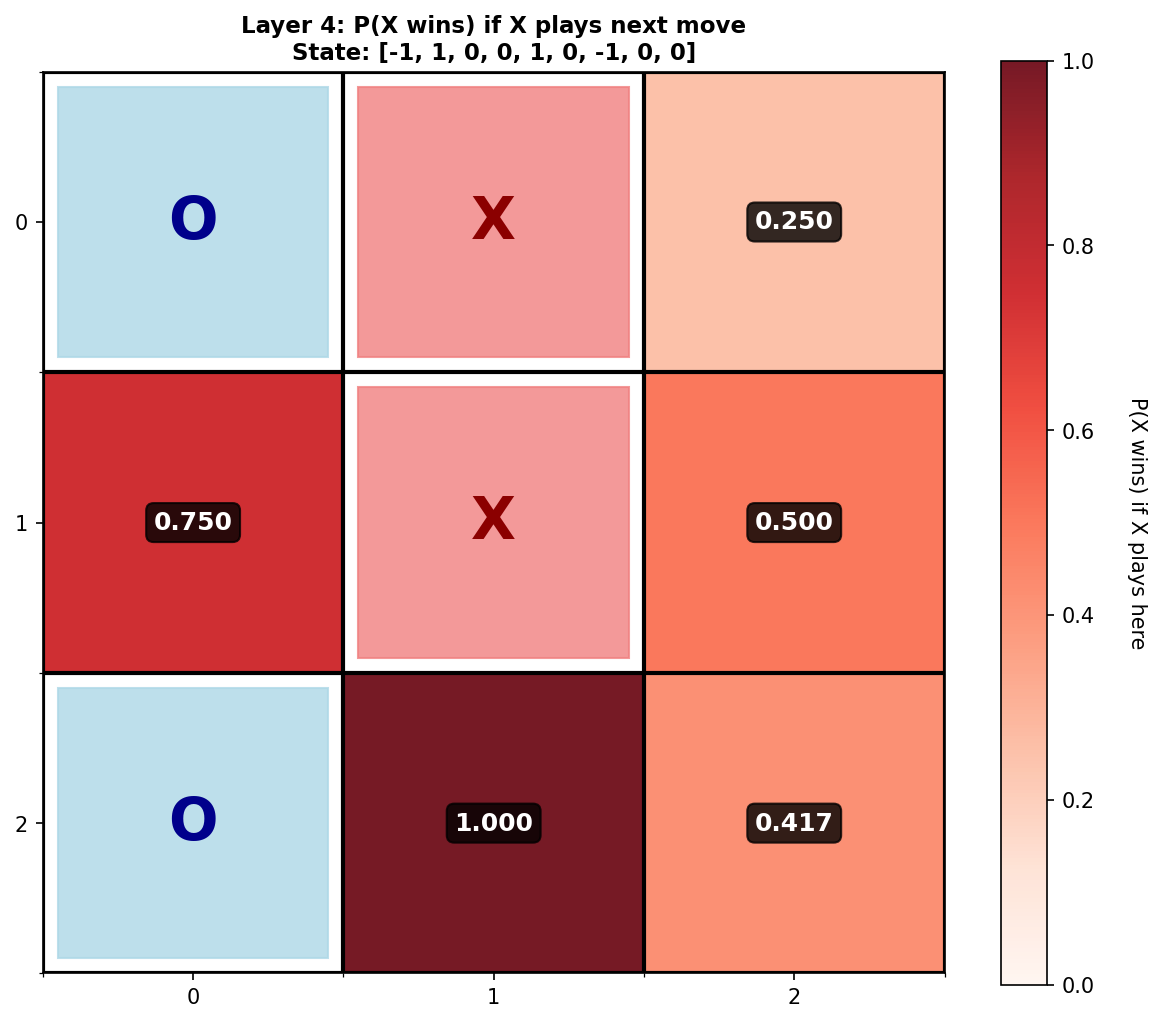 Layer 4: P(X wins) if X plays next move
State: [-1, 1, 0, 0, 1, 0, -1, 0, 0]
0
O
X
0.250
1
0.750
X
0.500
2
O
1.000
0.417
0
1
2
1.0
0.8
0.6
0.4
0.2
0.0
P(X wins) if X plays here